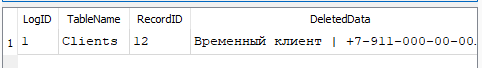 LogID TableName RecordID DeletedData
1 1 Clients 12 Временный клиент | +7-911-000-00-00…